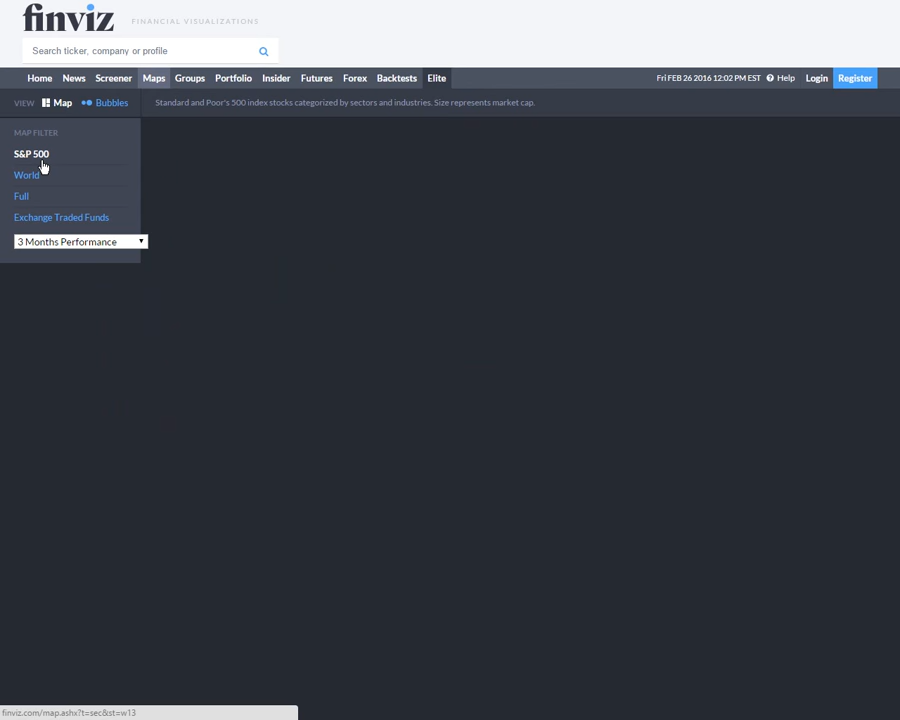 finviz FINANCIAL VISUALIZATIONS
Search ticker, company or profile
Home News Screener Maps Groups Portfolio Insider Futures Forex Backtests Elite Fri FEB 26 2016 12:02 PM EST ? Help Login Register
VIEW Map Bubbles Standard and Poor's 500 index stocks categorized by sectors and industries. Size represents market cap.
MAP FILTER
S&P 500
World
Full
Exchange Traded Funds
3 Months Performance
finviz.com/map.ashx?t=sec&st=w13